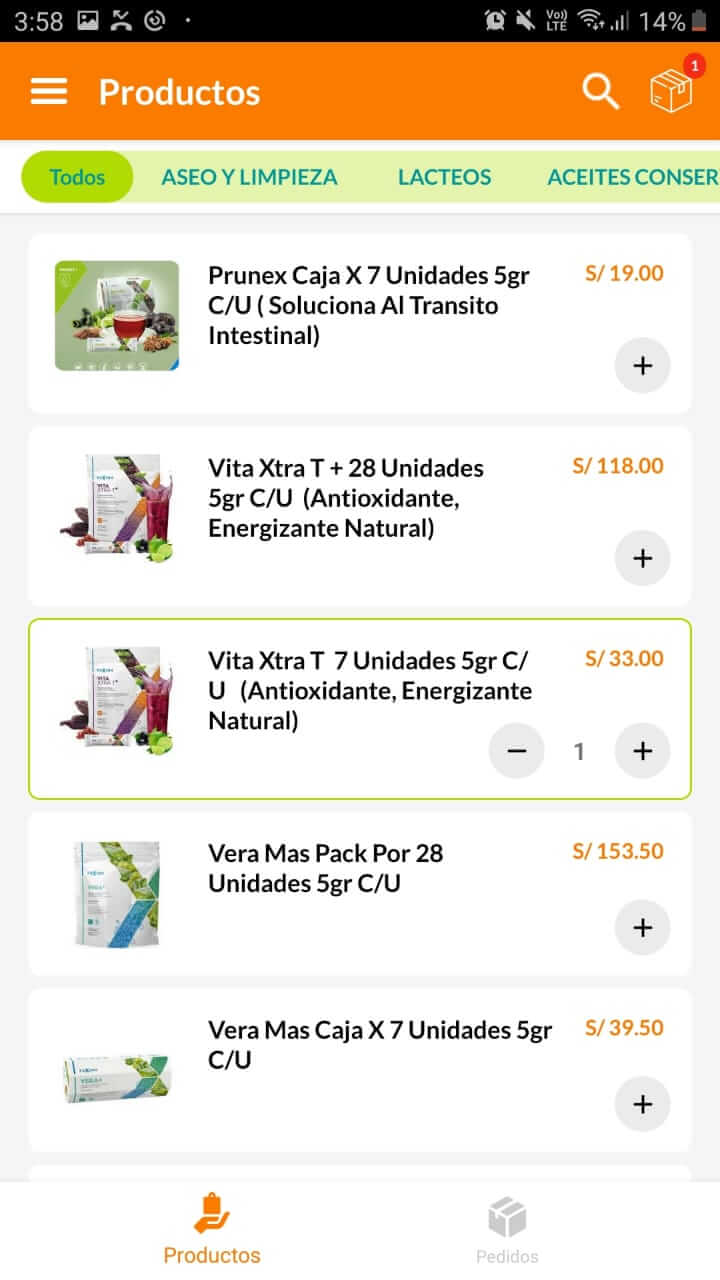 3:58
Vo))
LTE
14%
Productos
1
Todos
ASEO Y LIMPIEZA
LACTEOS
ACEITES CONSER
Prunex Caja X 7 Unidades 5gr
C/U ( Soluciona Al Transito
Intestinal)
S/ 19.00
+
Vita Xtra T + 28 Unidades
5gr C/U (Antioxidante,
Energizante Natural)
S/ 118.00
+
Vita Xtra T 7 Unidades 5gr C/
U (Antioxidante, Energizante
Natural)
S/ 33.00
− 1 +
Vera Mas Pack Por 28
Unidades 5gr C/U
S/ 153.50
+
Vera Mas Caja X 7 Unidades 5gr
C/U
S/ 39.50
+
Productos
Pedidos